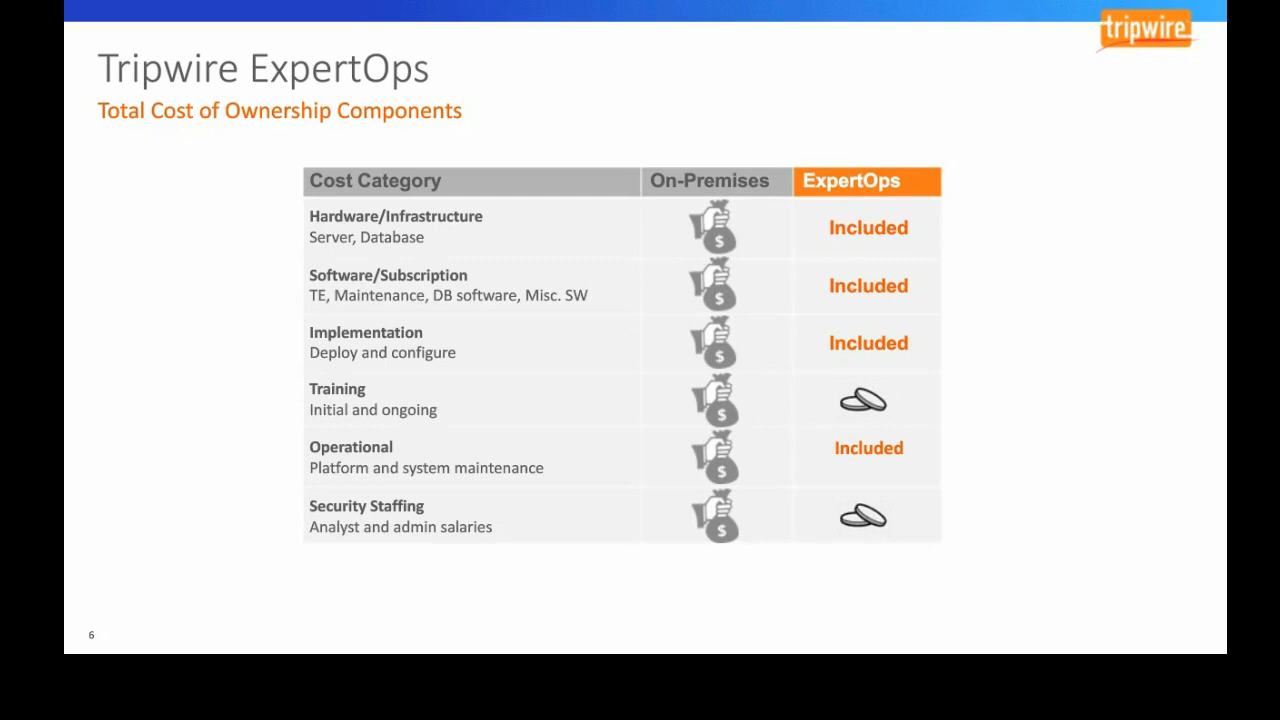 tripwire
Tripwire ExpertOps
Total Cost of Ownership Components
Cost Category On-Premises ExpertOps
Hardware/Infrastructure
Server, Database
$
Included
Software/Subscription
TE, Maintenance, DB software, Misc. SW
$
Included
Implementation
Deploy and configure
$
Included
Training
Initial and ongoing
$
Operational
Platform and system maintenance
$
Included
Security Staffing
Analyst and admin salaries
$
6